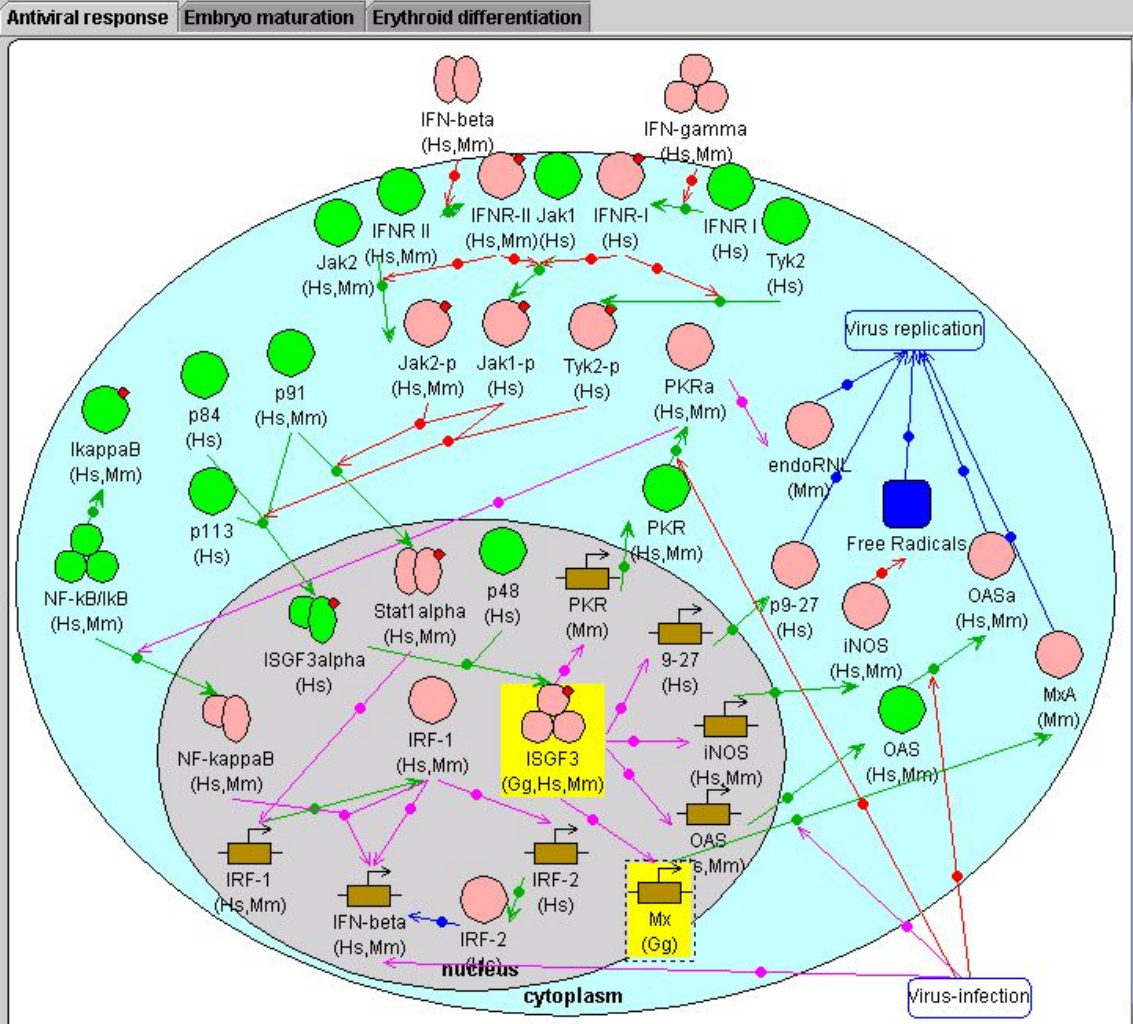 Antiviral response
Embryo maturation
Erythroid differentiation
IFN-beta
(Hs,Mm)
IFN-gamma
(Hs,Mm)
IFNR II
(Hs,Mm)
IFNR-II
(Hs,Mm)
Jak1
(Hs)
IFNR-I
(Hs)
IFNR I
(Hs)
Jak2
(Hs,Mm)
Tyk2
(Hs)
Virus replication
Jak2-p
(Hs,Mm)
Jak1-p
(Hs)
Tyk2-p
(Hs)
PKRa
(Hs,Mm)
p91
(Hs,Mm)
p84
(Hs)
IkappaB
(Hs,Mm)
endoRNL
(Mm)
p113
(Hs)
PKR
(Hs,Mm)
Free Radicals
NF-kB/IkB
(Hs,Mm)
Stat1alpha
(Hs,Mm)
p48
(Hs)
PKR
(Mm)
p9-27
(Hs)
OASa
(Hs,Mm)
iNOS
(Hs,Mm)
ISGF3alpha
(Hs)
9-27
(Hs)
MxA
(Mm)
IRF-1
(Hs,Mm)
ISGF3
(Gg,Hs,Mm)
iNOS
(Hs,Mm)
OAS
(Hs,Mm)
NF-kappaB
(Hs,Mm)
OAS
IRF-1
(Hs,Mm)
IRF-2
(Hs)
IFN-beta
(Hs,Mm)
IRF-2
Mx
(Gg)
nucleus
cytoplasm
Virus-infection